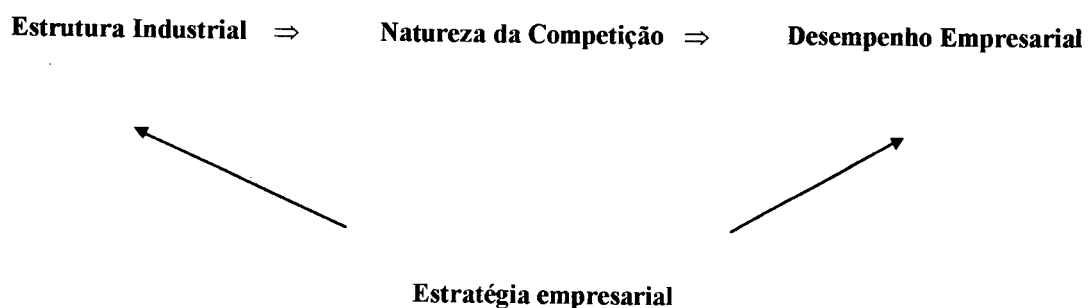 Estrutura Industrial ⇒ Natureza da Competição ⇒ Desempenho Empresarial
Estratégia empresarial